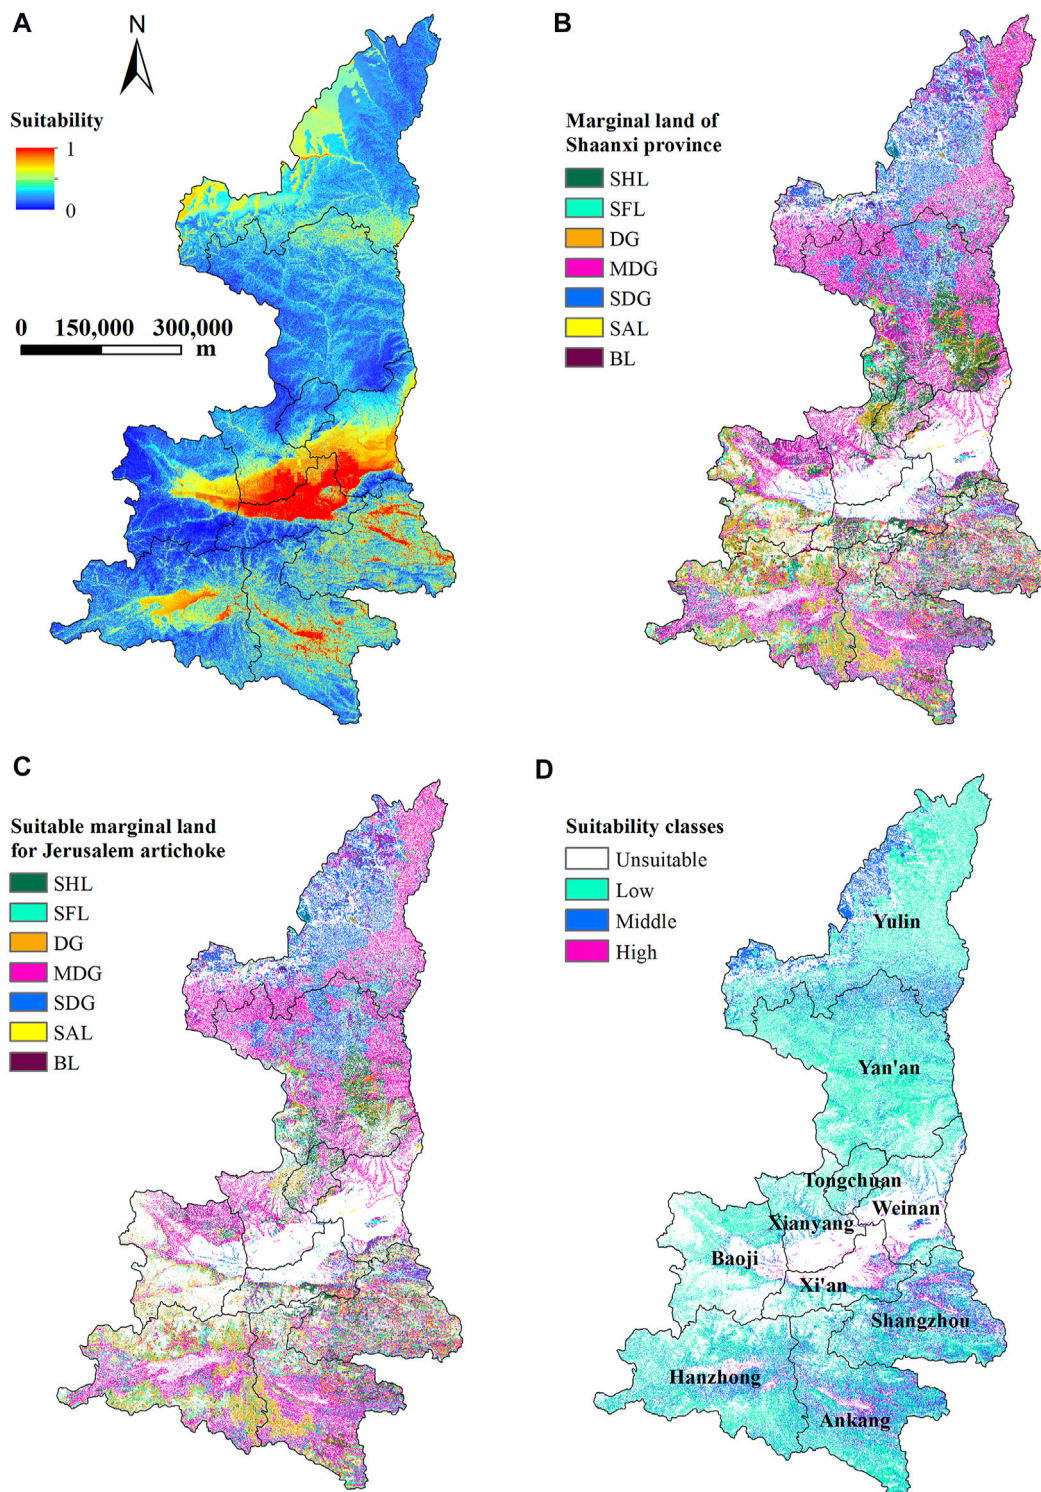 A
N
Suitability
1
0
0 150,000 300,000
m
B
Marginal land of
Shaanxi province
SHL
SFL
DG
MDG
SDG
SAL
BL
C
Suitable marginal land
for Jerusalem artichoke
SHL
SFL
DG
MDG
SDG
SAL
BL
D
Suitability classes
Unsuitable
Low
Middle
High
Yulin
Yan'an
Tongchuan
Weinan
Xianyang
Baoji
Xi'an
Shangzhou
Hanzhong
Ankang